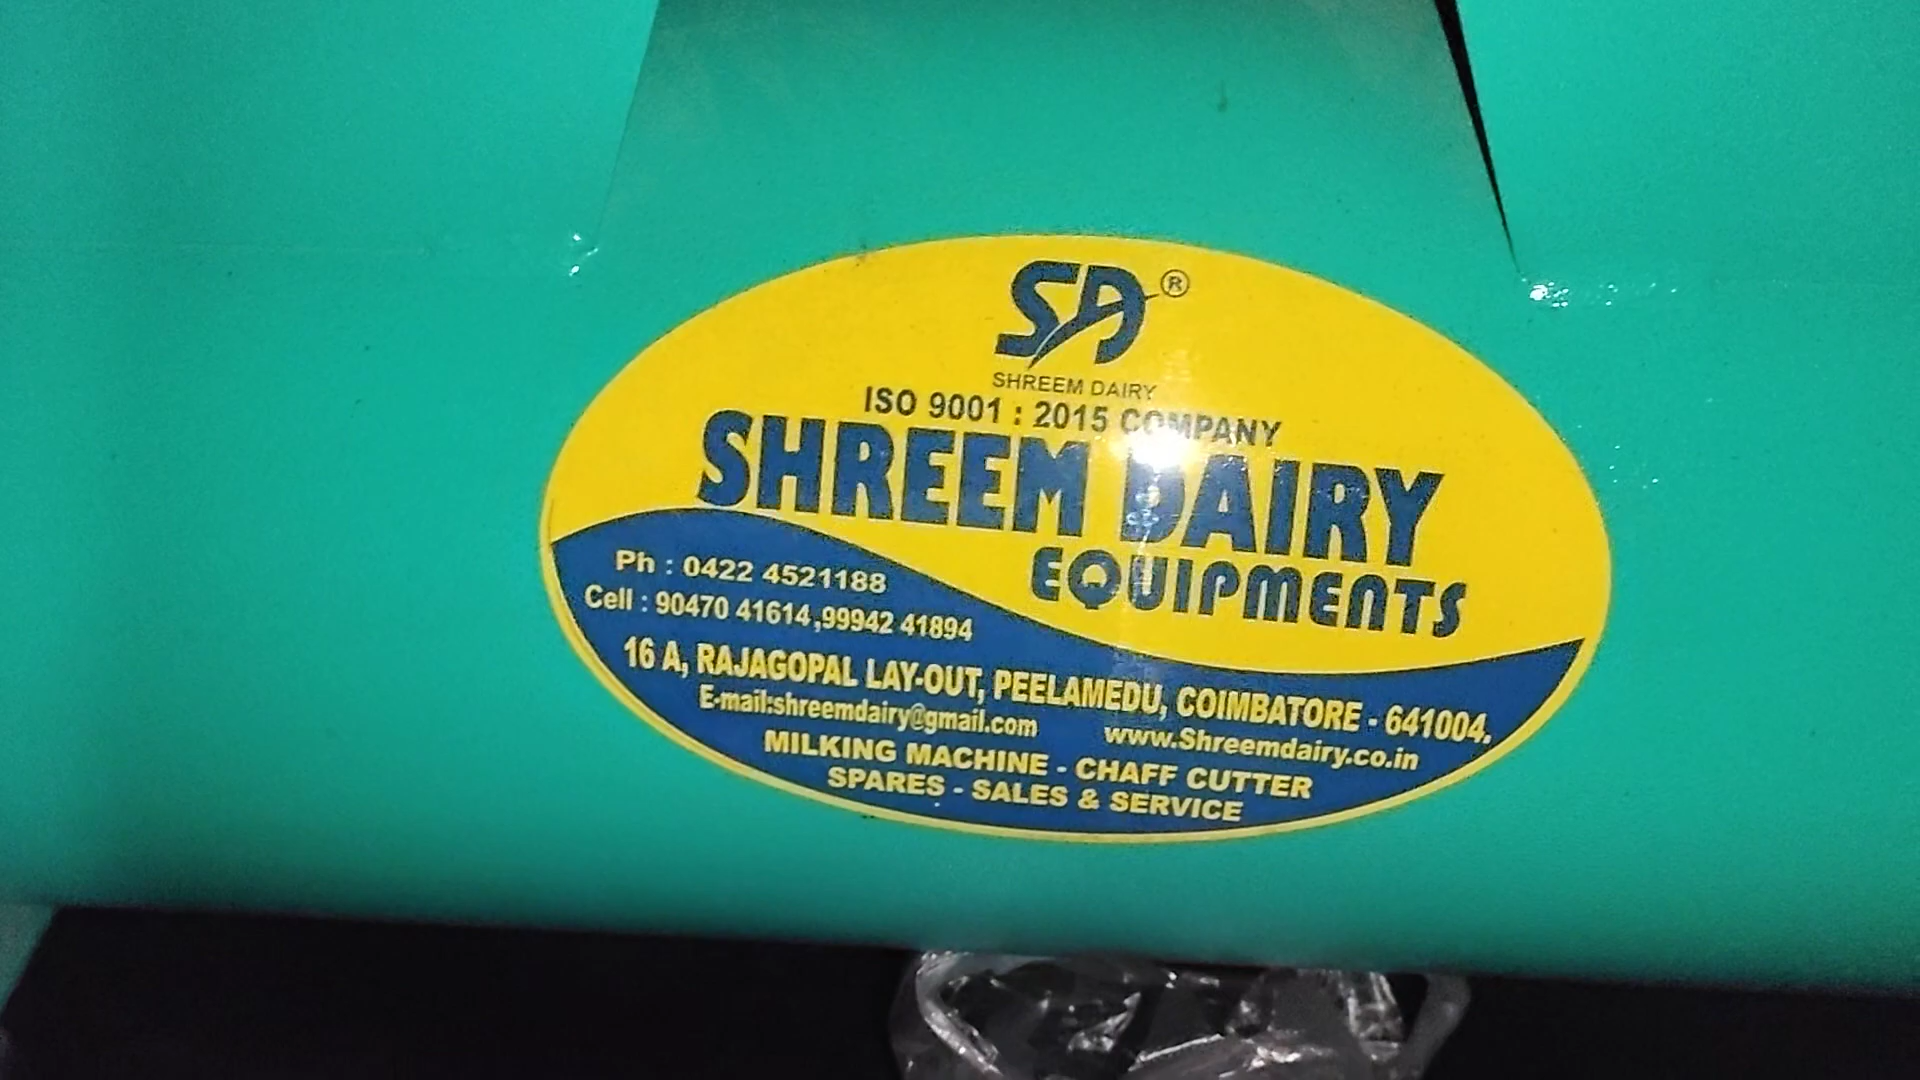 SD ®
SHREEM DAIRY
ISO 9001 : 2015 COMPANY
SHREEM DAIRY
EQUIPMENTS
Ph : 0422 4521188
Cell : 90470 41614,99942 41894
16 A, RAJAGOPAL LAY-OUT, PEELAMEDU, COIMBATORE - 641004.
E-mail:shreemdairy@gmail.com www.Shreemdairy.co.in
MILKING MACHINE - CHAFF CUTTER
SPARES - SALES & SERVICE